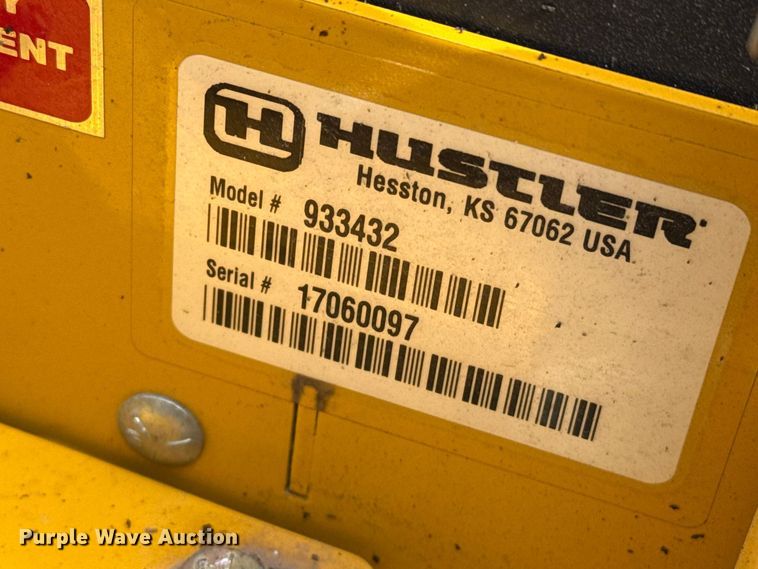 ENT
H HUSTLER
Hesston, KS 67062 USA
Model # 933432
Serial # 17060097
Purple Wave Auction